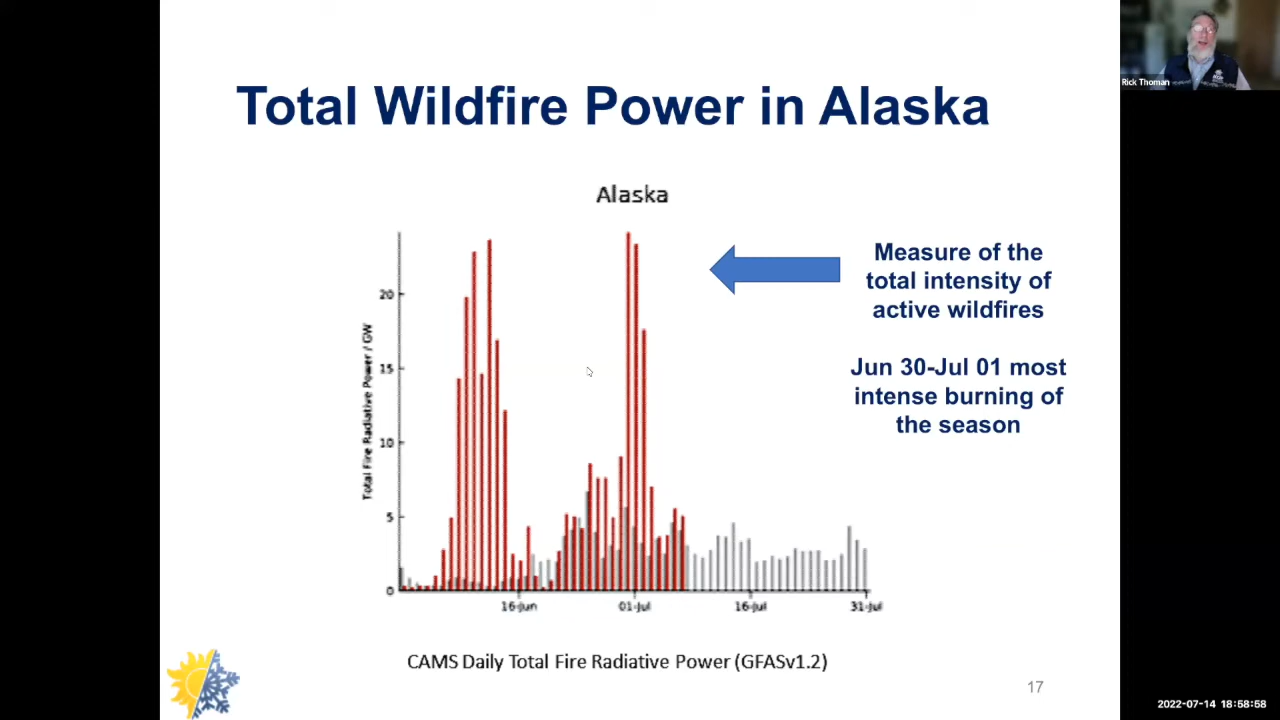 Total Wildfire Power in Alaska
Rick Thoman
Alaska
Measure of the
total intensity of
active wildfires
Jun 30-Jul 01 most
intense burning of
the season
Total Fire Radiative Power / GW
20
15
10
5
0
16-Jun
01-Jul
16-Jul
31-Jul
CAMS Daily Total Fire Radiative Power (GFASv1.2)
17
2022-07-14 18:58:58